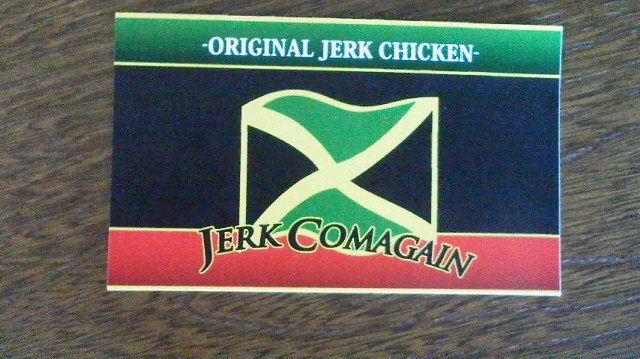 -ORIGINAL JERK CHICKEN-
JERK COMAGAIN